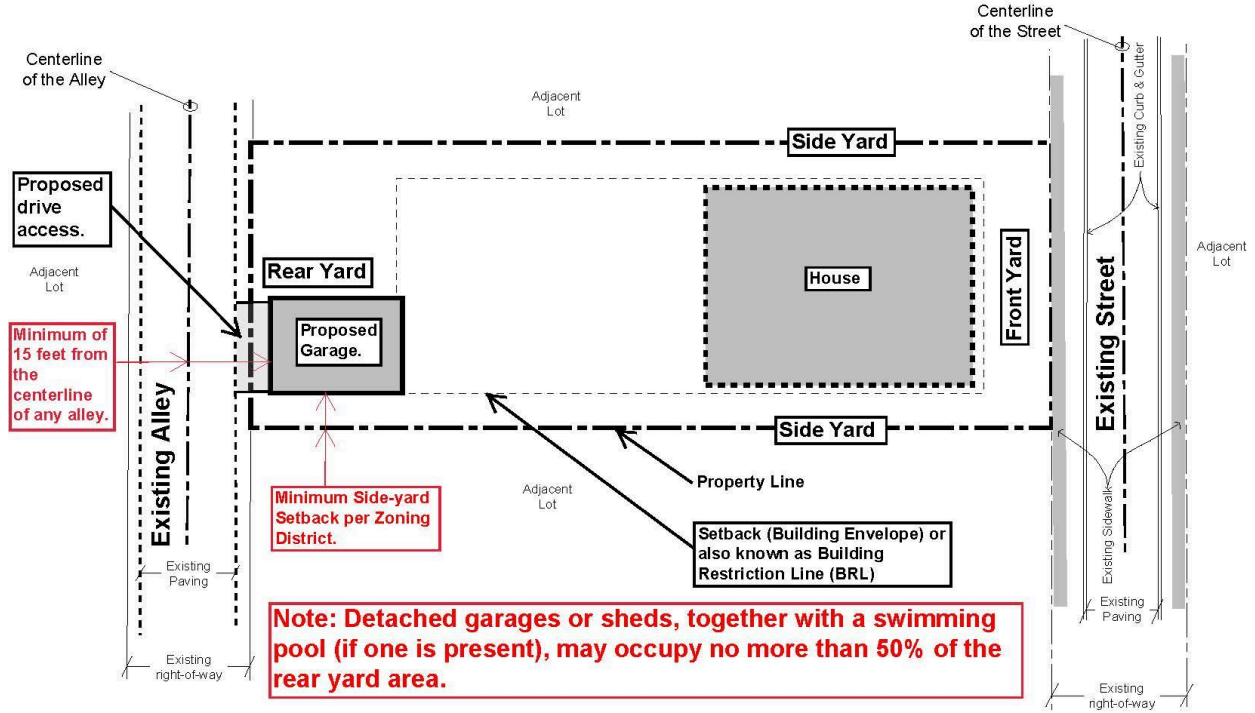 Centerline
of the Alley
Centerline
of the Street
Adjacent
Lot
Side Yard
Existing Curb & Gutter
Proposed
drive
access.
Adjacent
Lot
Rear Yard
House
Front Yard
Adjacent
Lot
Proposed
Garage.
Minimum of
15 feet from
the
centerline
of any alley.
Existing Alley
Existing Street
Side Yard
Property Line
Adjacent
Lot
Minimum Side-yard
Setback per Zoning
District.
Setback (Building Envelope) or
also known as Building
Restriction Line (BRL)
Existing Sidewalk
Existing
Paving
Existing
Paving
Note: Detached garages or sheds, together with a swimming
pool (if one is present), may occupy no more than 50% of the
rear yard area.
Existing
right-of-way
Existing
right-of-way